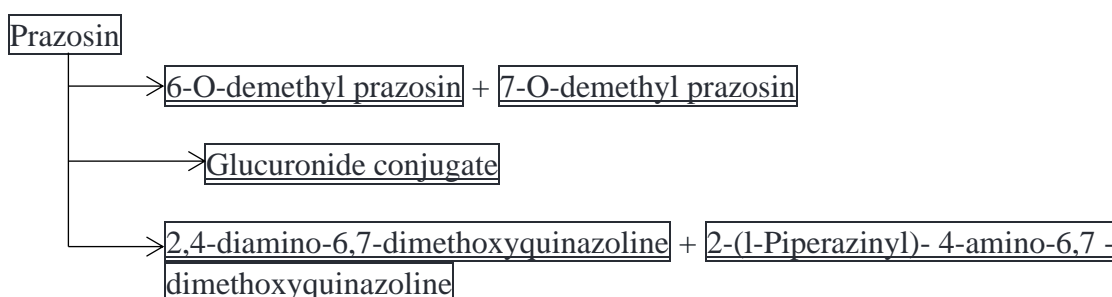 Prazosin
6-O-demethyl prazosin + 7-O-demethyl prazosin
Glucuronide conjugate
2,4-diamino-6,7-dimethoxyquinazoline + 2-(l-Piperazinyl)- 4-amino-6,7 -
dimethoxyquinazoline